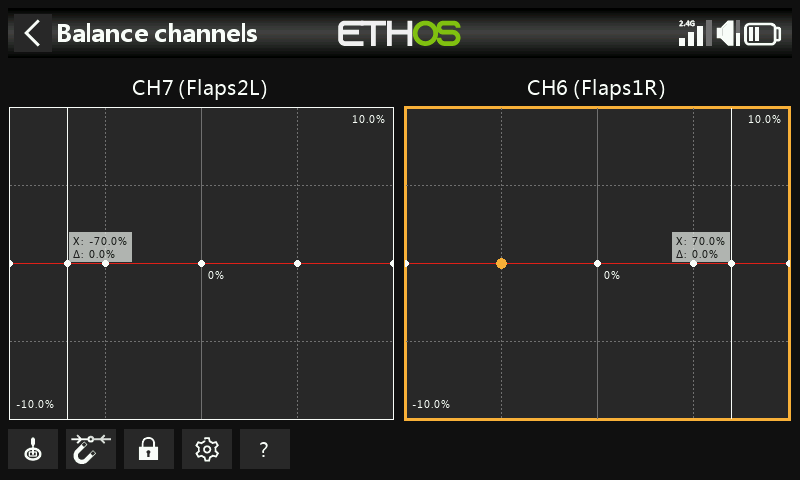 Balance channels
ETHOS
2.4G
CH7 (Flaps2L)
10.0%
X: -70.0%
Δ: 0.0%
0%
-10.0%
CH6 (Flaps1R)
10.0%
X: 70.0%
Δ: 0.0%
0%
-10.0%
?